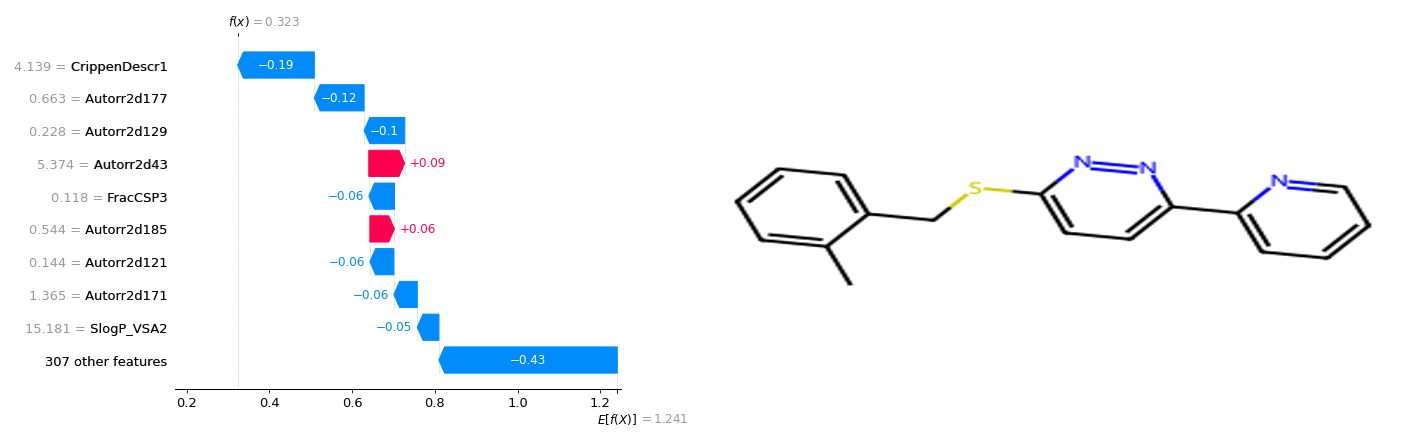 f(x) = 0.323
4.139 = CrippenDescr1
−0.19
0.663 = Autorr2d177
−0.12
0.228 = Autorr2d129
−0.1
5.374 = Autorr2d43
+0.09
0.118 = FracCSP3
−0.06
0.544 = Autorr2d185
+0.06
0.144 = Autorr2d121
−0.06
1.365 = Autorr2d171
−0.06
15.181 = SlogP_VSA2
−0.05
307 other features
−0.43
0.2 0.4 0.6 0.8 1.0 1.2
E[f(X)] = 1.241
N N
S N